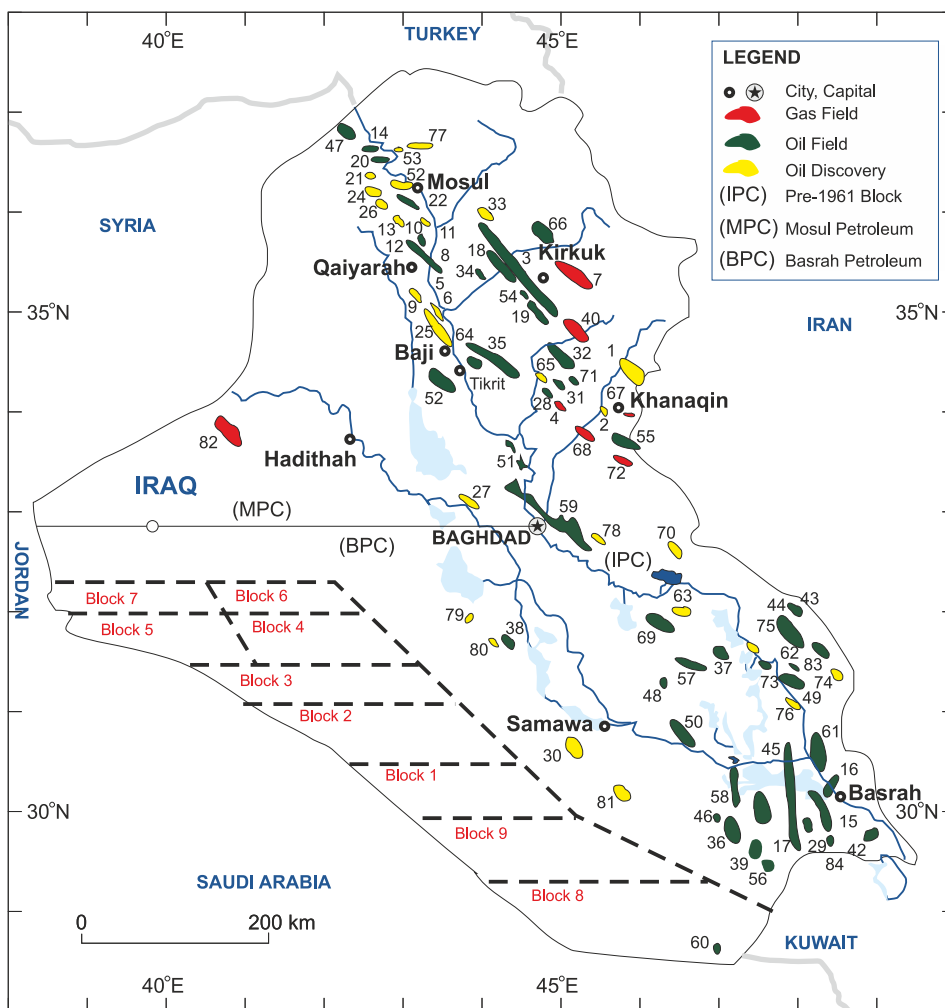 40°E
TURKEY
45°E
LEGEND
City, Capital
Gas Field
Oil Field
Oil Discovery
(IPC) Pre-1961 Block
(MPC) Mosul Petroleum
(BPC) Basrah Petroleum
47
14
77
53
20
21
52
Mosul
24
22
26
33
66
SYRIA
13
10
11
12
8
18
3
Kirkuk
Qaiyarah
34
7
5
54
9
6
19
35°N
40
IRAN
25
64
35
1
Baji
32
65
71
Tikrit
67
52
28
31
Khanaqin
4
2
82
68
55
Hadithah
51
72
IRAQ
27
59
(MPC)
78
70
BAGHDAD
(BPC)
(IPC)
JORDAN
Block 7
Block 6
63
44
43
79
38
75
Block 5
Block 4
69
80
62
83
37
Block 3
57
73
74
48
49
Block 2
76
Samawa
50
61
45
30
Block 1
16
58
Basrah
81
30°N
46
15
Block 9
36
17
29
42
39
84
56
SAUDI ARABIA
Block 8
0
200 km
60
KUWAIT
40°E
45°E